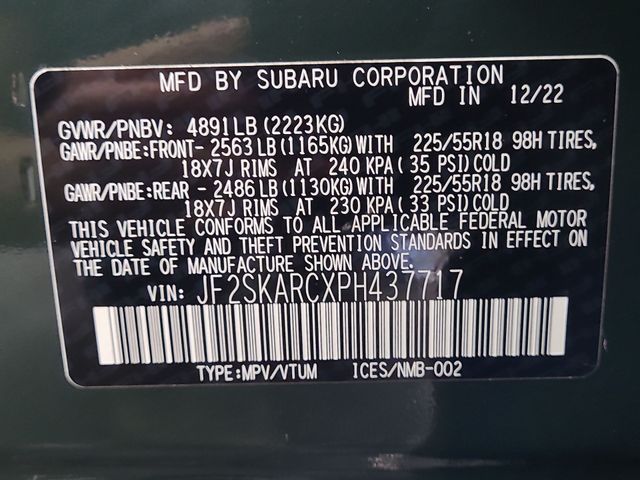 MFD BY SUBARU CORPORATION
MFD IN 12/22
GVWR/PNBV: 4891LB(2223KG)
GAWR/PNBE:FRONT-2563LB(1165KG)WITH 225/55R18 98H TIRES,
18X7J RIMS AT 240 KPA(35 PSI)COLD
GAWR/PNBE:REAR -2486LB(1130KG)WITH 225/55R18 98H TIRES,
18X7J RIMS AT 230 KPA(33 PSI)COLD
THIS VEHICLE CONFORMS TO ALL APPLICABLE FEDERAL MOTOR
VEHICLE SAFETY AND THEFT PREVENTION STANDARDS IN EFFECT ON
THE DATE OF MANUFACTURE SHOWN ABOVE.
VIN: JF2SKARCXPH437717
TYPE:MPV/VTUM ICES/NMB-002